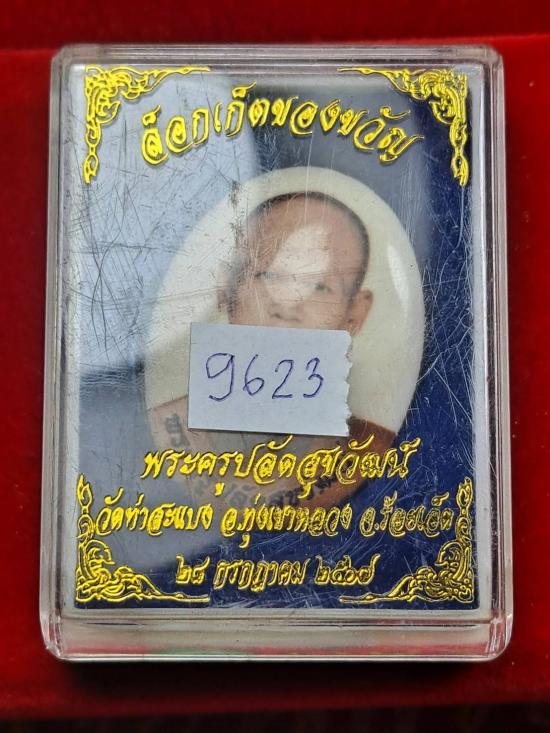 ล็อกเก็ตของขวัญ
9623
พระครูปลัดสุชวัฒน์
วัดท่าสะแบง อ.ทุ่งเขาหลวง จ.ร้อยเอ็ด
๒๘ กรกฎาคม ๒๕๖๗